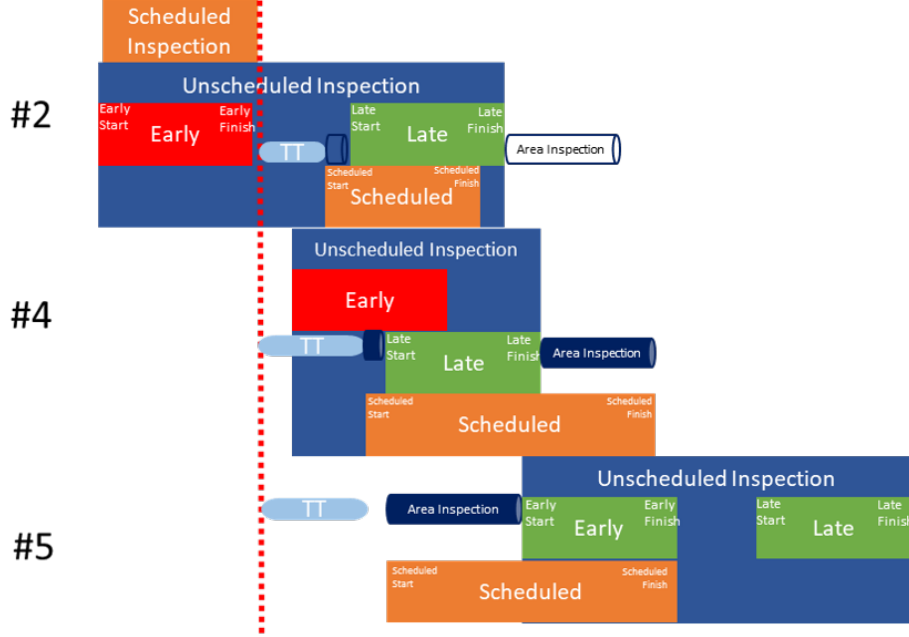 Scheduled
Inspection
#2
Unscheduled Inspection
Early
Start
Early
Early
Finish
Late
Start
Late
Late
Finish
TT
Area Inspection
Scheduled
Start
Scheduled
Scheduled
Finish
#4
Unscheduled Inspection
Early
TT
Late
Start
Late
Late
Finish
Area Inspection
Scheduled
Start
Scheduled
Scheduled
Finish
#5
Unscheduled Inspection
TT
Area Inspection
Early
Start
Early
Early
Finish
Late
Start
Late
Late
Finish
Scheduled
Start
Scheduled
Scheduled
Finish